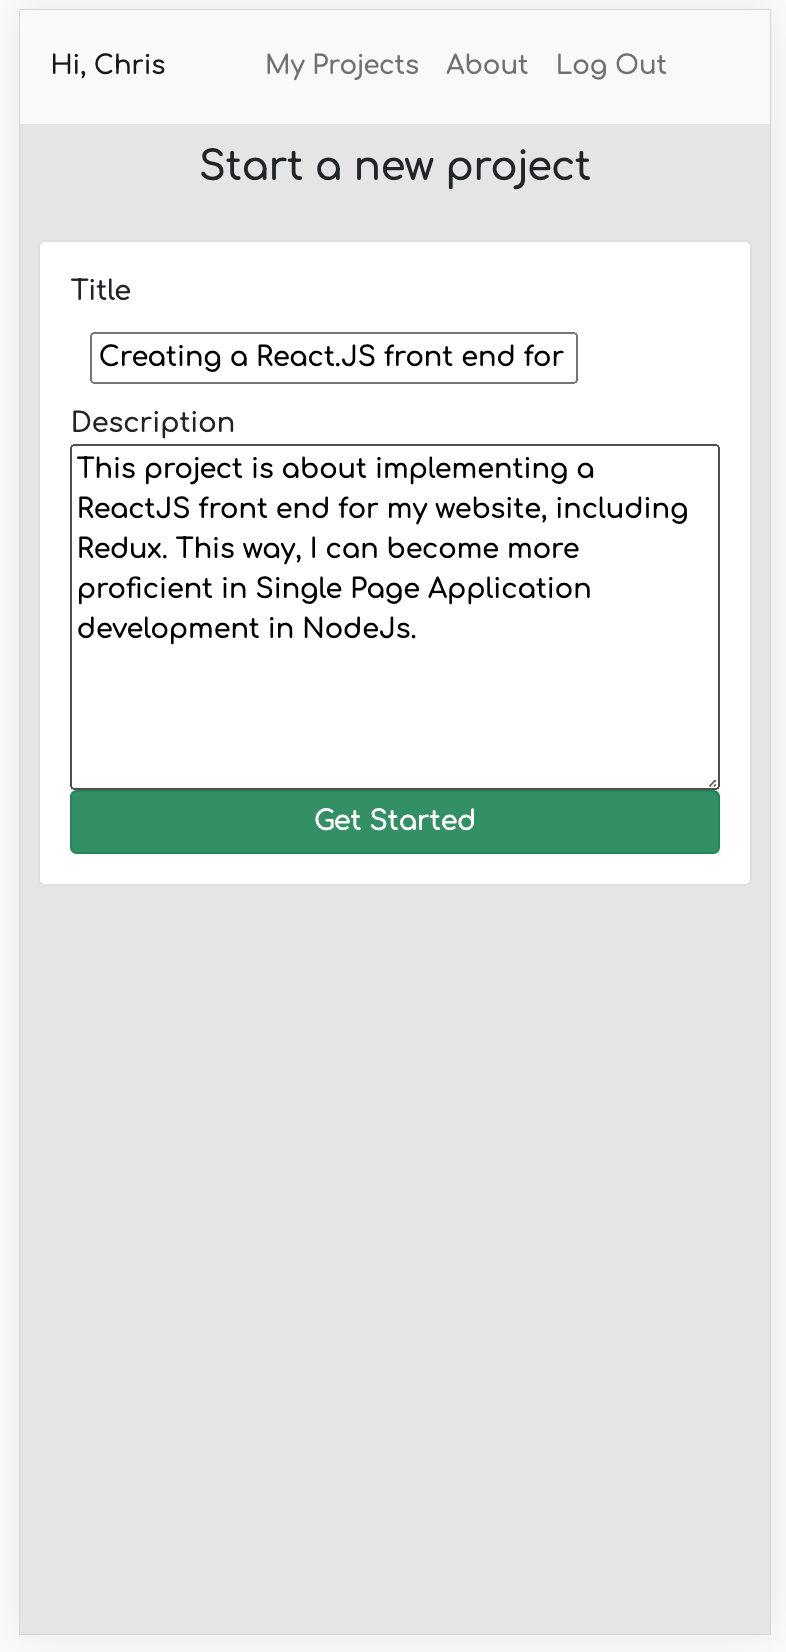 Hi, Chris My Projects About Log Out
Start a new project
Title
Creating a React.JS front end for
Description
This project is about implementing a
ReactJS front end for my website, including
Redux. This way, I can become more
proficient in Single Page Application
development in NodeJs.
Get Started